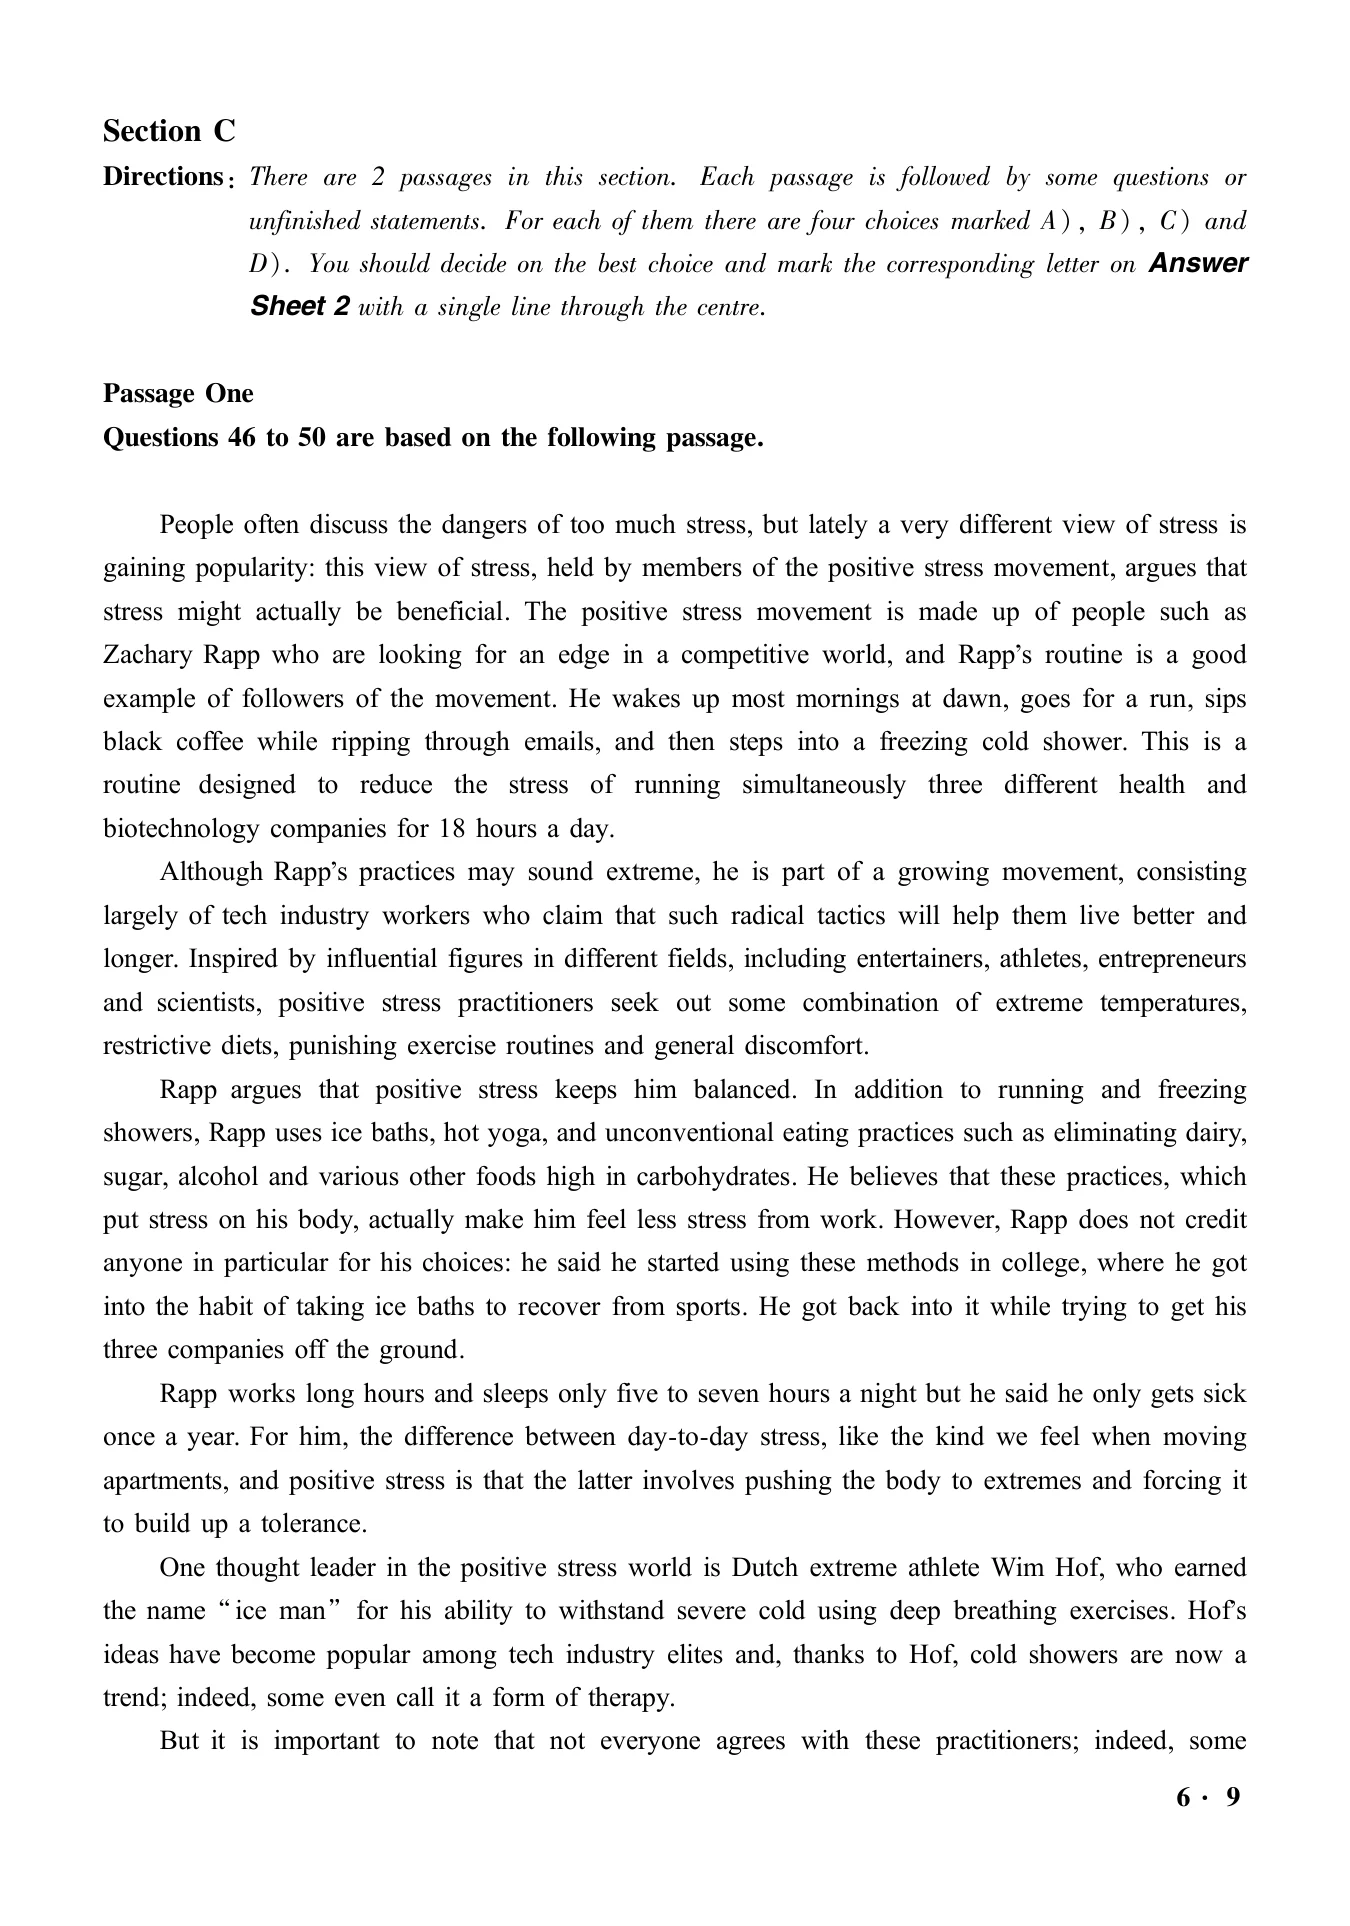 Section C
Directions: There are 2 passages in this section. Each passage is followed by some questions or
unfinished statements. For each of them there are four choices marked A), B), C) and
D). You should decide on the best choice and mark the corresponding letter on Answer
Sheet 2 with a single line through the centre.
Passage One
Questions 46 to 50 are based on the following passage.
People often discuss the dangers of too much stress, but lately a very different view of stress is
gaining popularity: this view of stress, held by members of the positive stress movement, argues that
stress might actually be beneficial. The positive stress movement is made up of people such as
Zachary Rapp who are looking for an edge in a competitive world, and Rapp's routine is a good
example of followers of the movement. He wakes up most mornings at dawn, goes for a run, sips
black coffee while ripping through emails, and then steps into a freezing cold shower. This is a
routine designed to reduce the stress of running simultaneously three different health and
biotechnology companies for 18 hours a day.
Although Rapp's practices may sound extreme, he is part of a growing movement, consisting
largely of tech industry workers who claim that such radical tactics will help them live better and
longer. Inspired by influential figures in different fields, including entertainers, athletes, entrepreneurs
and scientists, positive stress practitioners seek out some combination of extreme temperatures,
restrictive diets, punishing exercise routines and general discomfort.
Rapp argues that positive stress keeps him balanced. In addition to running and freezing
showers, Rapp uses ice baths, hot yoga, and unconventional eating practices such as eliminating dairy,
sugar, alcohol and various other foods high in carbohydrates. He believes that these practices, which
put stress on his body, actually make him feel less stress from work. However, Rapp does not credit
anyone in particular for his choices: he said he started using these methods in college, where he got
into the habit of taking ice baths to recover from sports. He got back into it while trying to get his
three companies off the ground.
Rapp works long hours and sleeps only five to seven hours a night but he said he only gets sick
once a year. For him, the difference between day-to-day stress, like the kind we feel when moving
apartments, and positive stress is that the latter involves pushing the body to extremes and forcing it
to build up a tolerance.
One thought leader in the positive stress world is Dutch extreme athlete Wim Hof, who earned
the name “ice man” for his ability to withstand severe cold using deep breathing exercises. Hof's
ideas have become popular among tech industry elites and, thanks to Hof, cold showers are now a
trend; indeed, some even call it a form of therapy.
But it is important to note that not everyone agrees with these practitioners; indeed, some
6 · 9